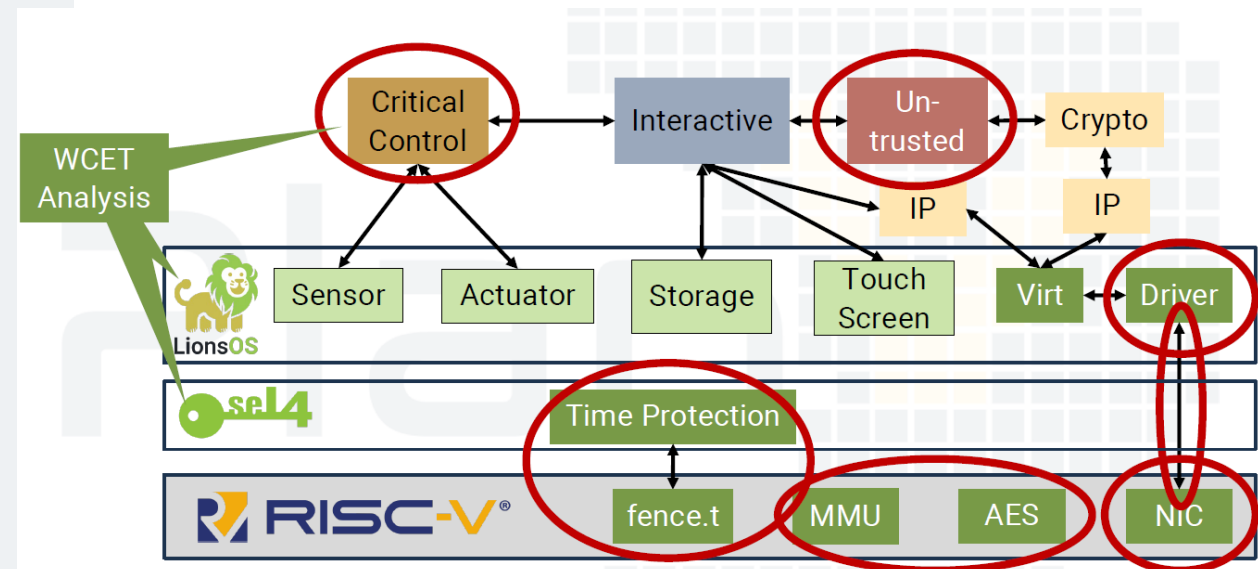 Critical
Control
Interactive
Un-
trusted
Crypto
WCET
Analysis
IP
IP
LionsOS
Sensor
Actuator
Storage
Touch
Screen
Virt
Driver
seL4
Time Protection
RISC-V®
fence.t
MMU
AES
NIC